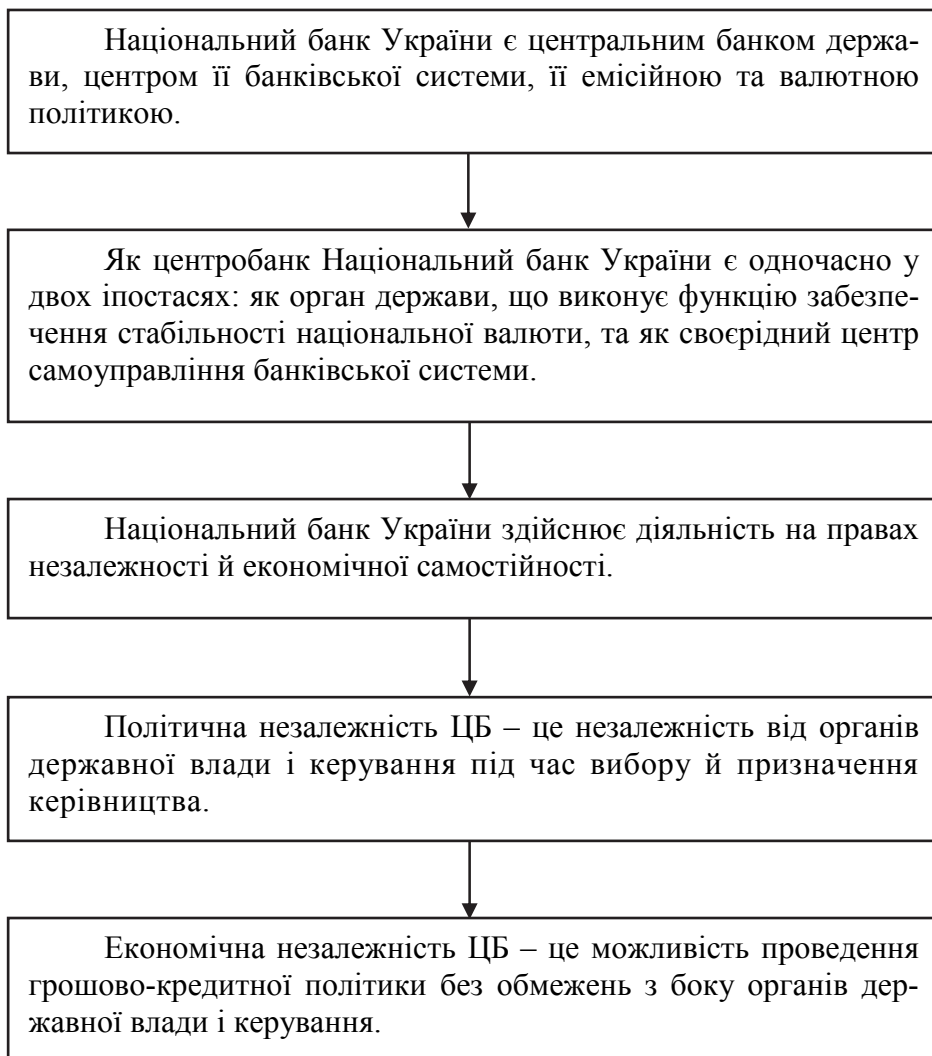 Національний банк України є центральним банком держа-
ви, центром її банківської системи, її емісійною та валютною
політикою.
Як центробанк Національний банк України є одночасно у
двох іпостасях: як орган держави, що виконує функцію забезпе-
чення стабільності національної валюти, та як своєрідний центр
самоуправління банківської системи.
Національний банк України здійснює діяльність на правах
незалежності й економічної самостійності.
Політична незалежність ЦБ – це незалежність від органів
державної влади і керування під час вибору й призначення
керівництва.
Економічна незалежність ЦБ – це можливість проведення
грошово-кредитної політики без обмежень з боку органів дер-
жавної влади і керування.